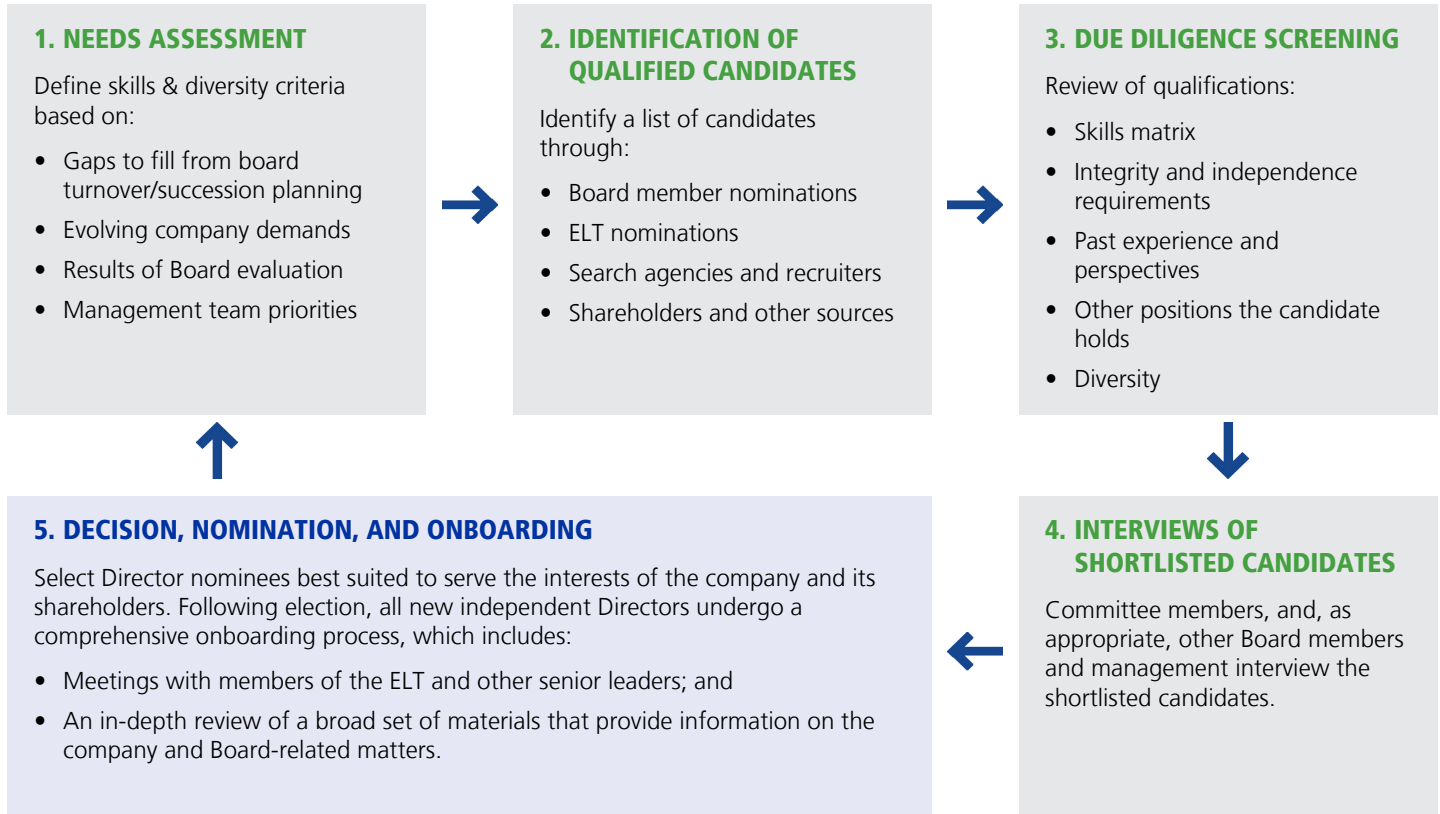 1. NEEDS ASSESSMENT
Define skills & diversity criteria
based on:
• Gaps to fill from board
turnover/succession planning
• Evolving company demands
• Results of Board evaluation
• Management team priorities
2. IDENTIFICATION OF
QUALIFIED CANDIDATES
Identify a list of candidates
through:
• Board member nominations
• ELT nominations
• Search agencies and recruiters
• Shareholders and other sources
3. DUE DILIGENCE SCREENING
Review of qualifications:
• Skills matrix
• Integrity and independence
requirements
• Past experience and
perspectives
• Other positions the candidate
holds
• Diversity
4. INTERVIEWS OF
SHORTLISTED CANDIDATES
Committee members, and, as
appropriate, other Board members
and management interview the
shortlisted candidates.
5. DECISION, NOMINATION, AND ONBOARDING
Select Director nominees best suited to serve the interests of the company and its
shareholders. Following election, all new independent Directors undergo a
comprehensive onboarding process, which includes:
• Meetings with members of the ELT and other senior leaders; and
• An in-depth review of a broad set of materials that provide information on the
company and Board-related matters.